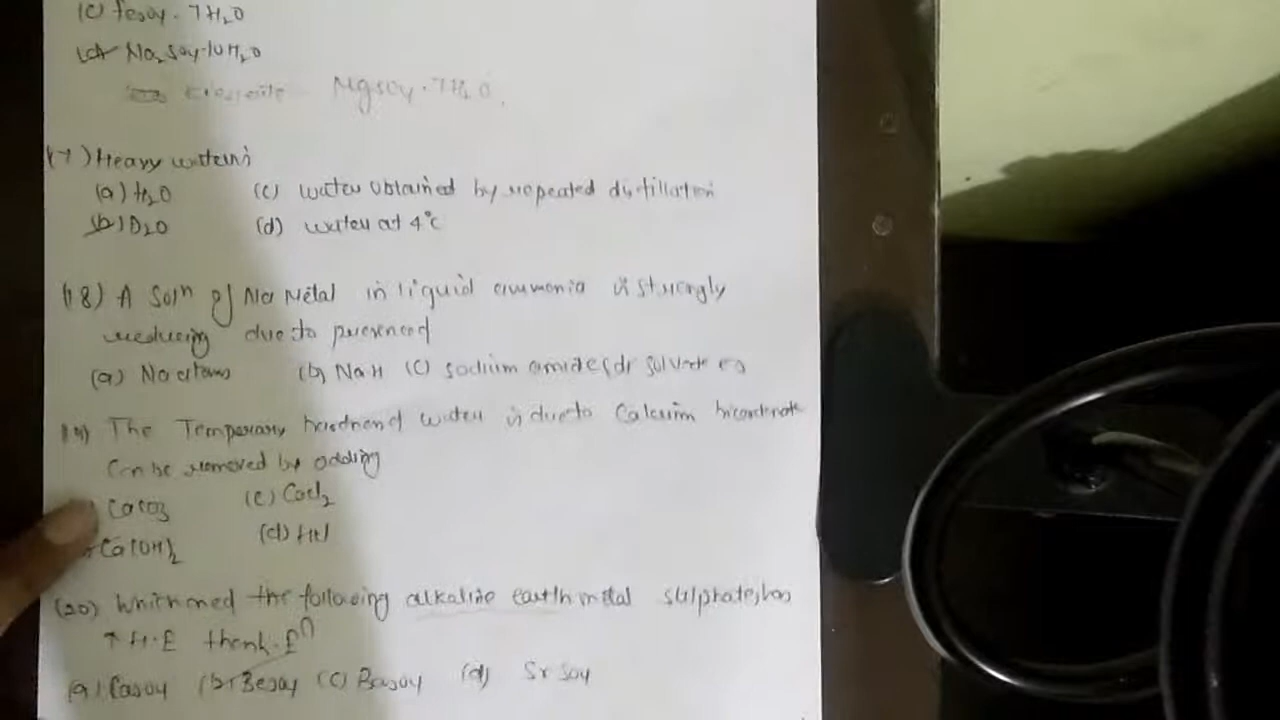 (c) Feso4. 7H2O
(d) Na2So4.10H2O
MgSO4.7H2O.
(17) Heavy water is
(a) H2O (c) water obtained by repeated distillation
(b) D2O (d) water at 4°C
(18) A Soln of Na Metal in liquid ammonia is strongly
reducing due to presence of
(a) Na atoms (b) NaH (c) sodium amide (d)
19) The Temporary hardness of water is due to Calcium bicarbonate
Can be removed by adding
CaCO3 (c) CaCl2
Ca(OH)2 (d) HCl
(20) Which one of the following alkaline earth metal sulphates, has
↑ H.E than
(a) Caso4 (b) Beso4 (c) Baso4 (d) SrSo4